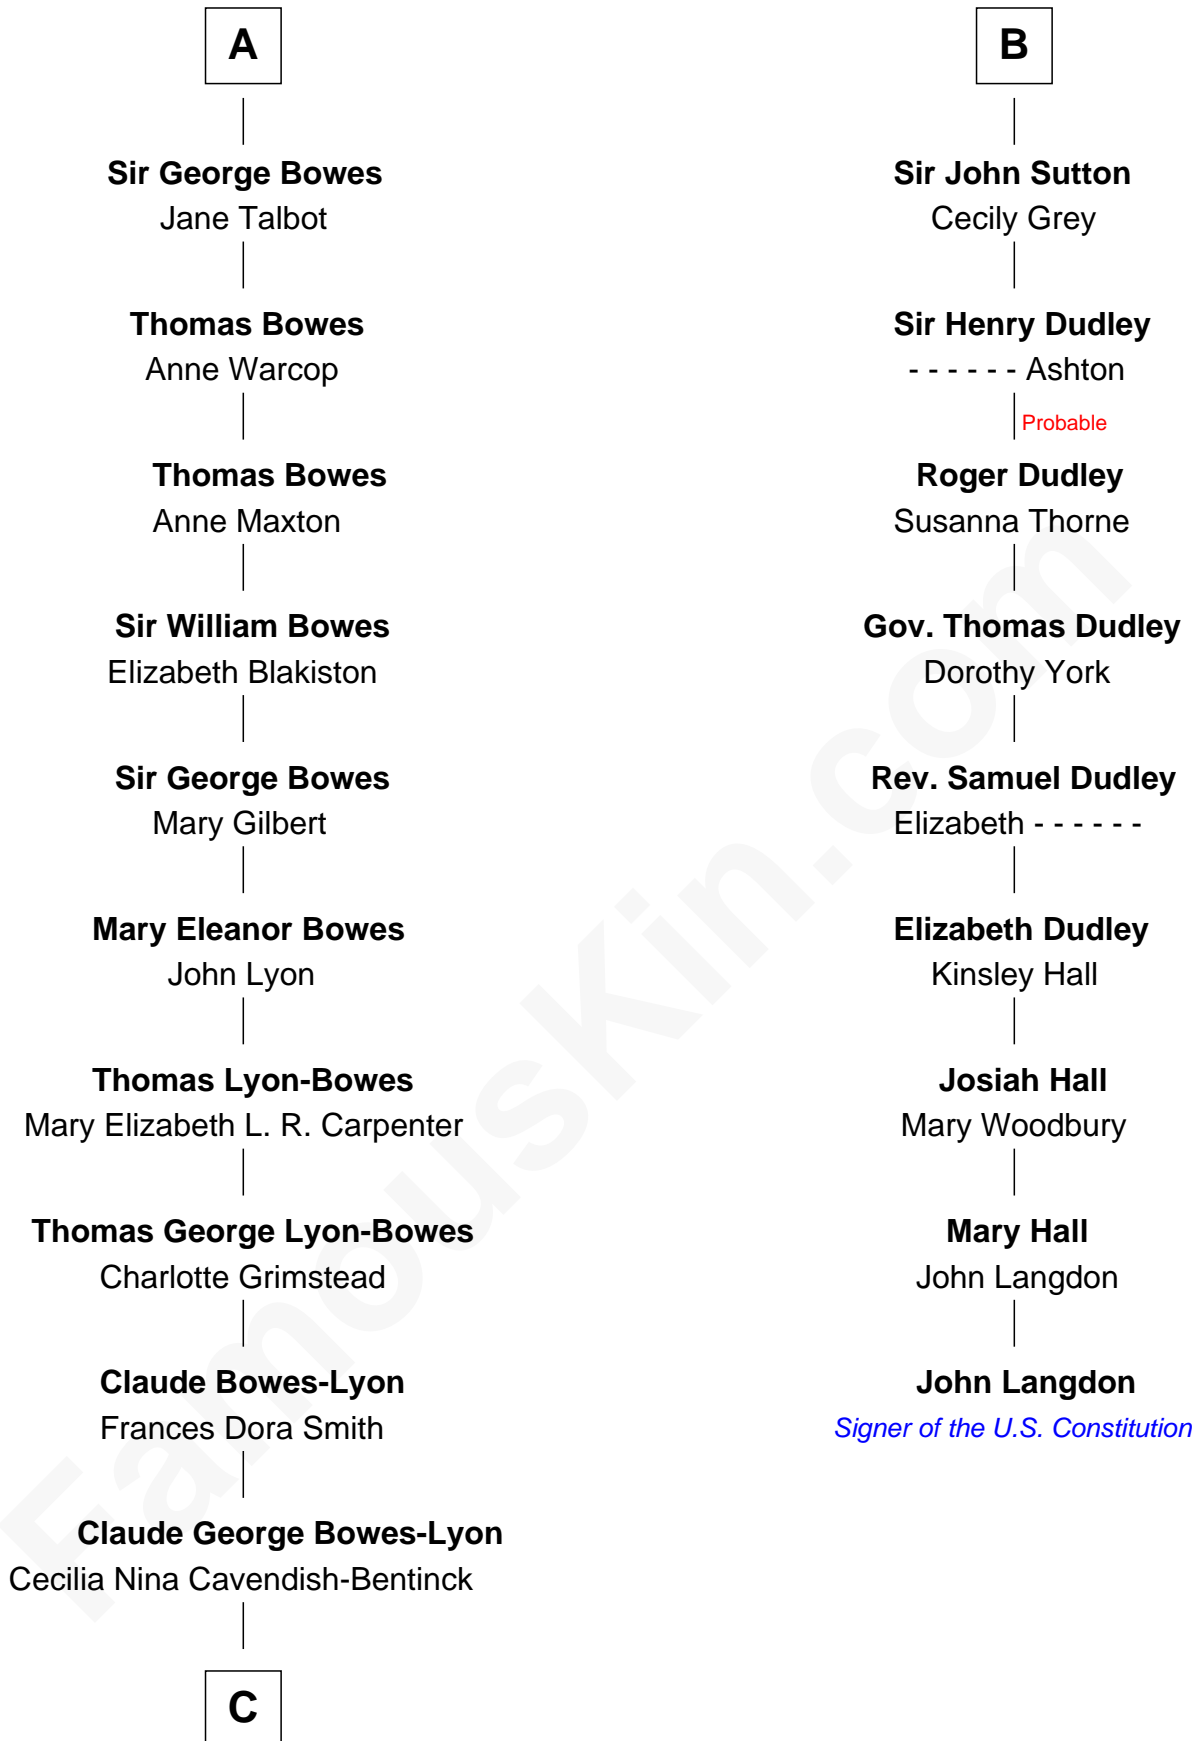 A
Sir George Bowes
Jane Talbot
Thomas Bowes
Anne Warcop
Thomas Bowes
Anne Maxton
Sir William Bowes
Elizabeth Blakiston
Sir George Bowes
Mary Gilbert
Mary Eleanor Bowes
John Lyon
Thomas Lyon-Bowes
Mary Elizabeth L. R. Carpenter
Thomas George Lyon-Bowes
Charlotte Grimstead
Claude Bowes-Lyon
Frances Dora Smith
Claude George Bowes-Lyon
Cecilia Nina Cavendish-Bentinck
C
B
Sir John Sutton
Cecily Grey
Sir Henry Dudley
- - - - - - Ashton
Probable
Roger Dudley
Susanna Thorne
Gov. Thomas Dudley
Dorothy York
Rev. Samuel Dudley
Elizabeth - - - - - -
Elizabeth Dudley
Kinsley Hall
Josiah Hall
Mary Woodbury
Mary Hall
John Langdon
John Langdon
Signer of the U.S. Constitution
FamousKin.com